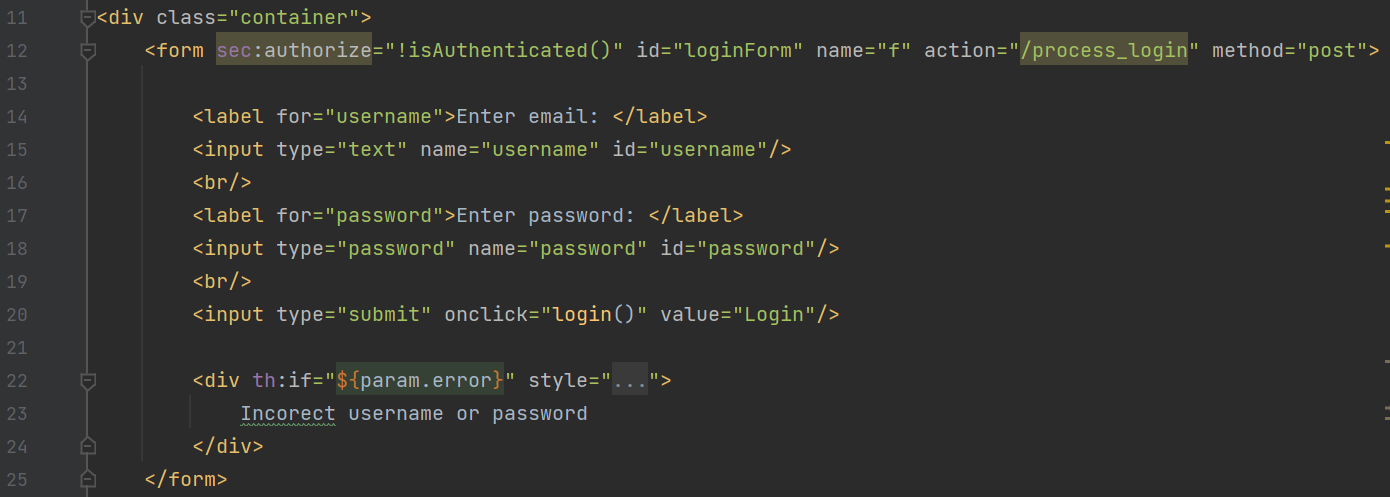 11 <div class="container">
12 <form sec:authorize="!isAuthenticated()" id="loginForm" name="f" action="/process_login" method="post">
13
14 <label for="username">Enter email: </label>
15 <input type="text" name="username" id="username"/>
16 <br/>
17 <label for="password">Enter password: </label>
18 <input type="password" name="password" id="password"/>
19 <br/>
20 <input type="submit" onclick="login()" value="Login"/>
21
22 <div th:if="${param.error}" style="...">
23 Incorect username or password
24 </div>
25 </form>